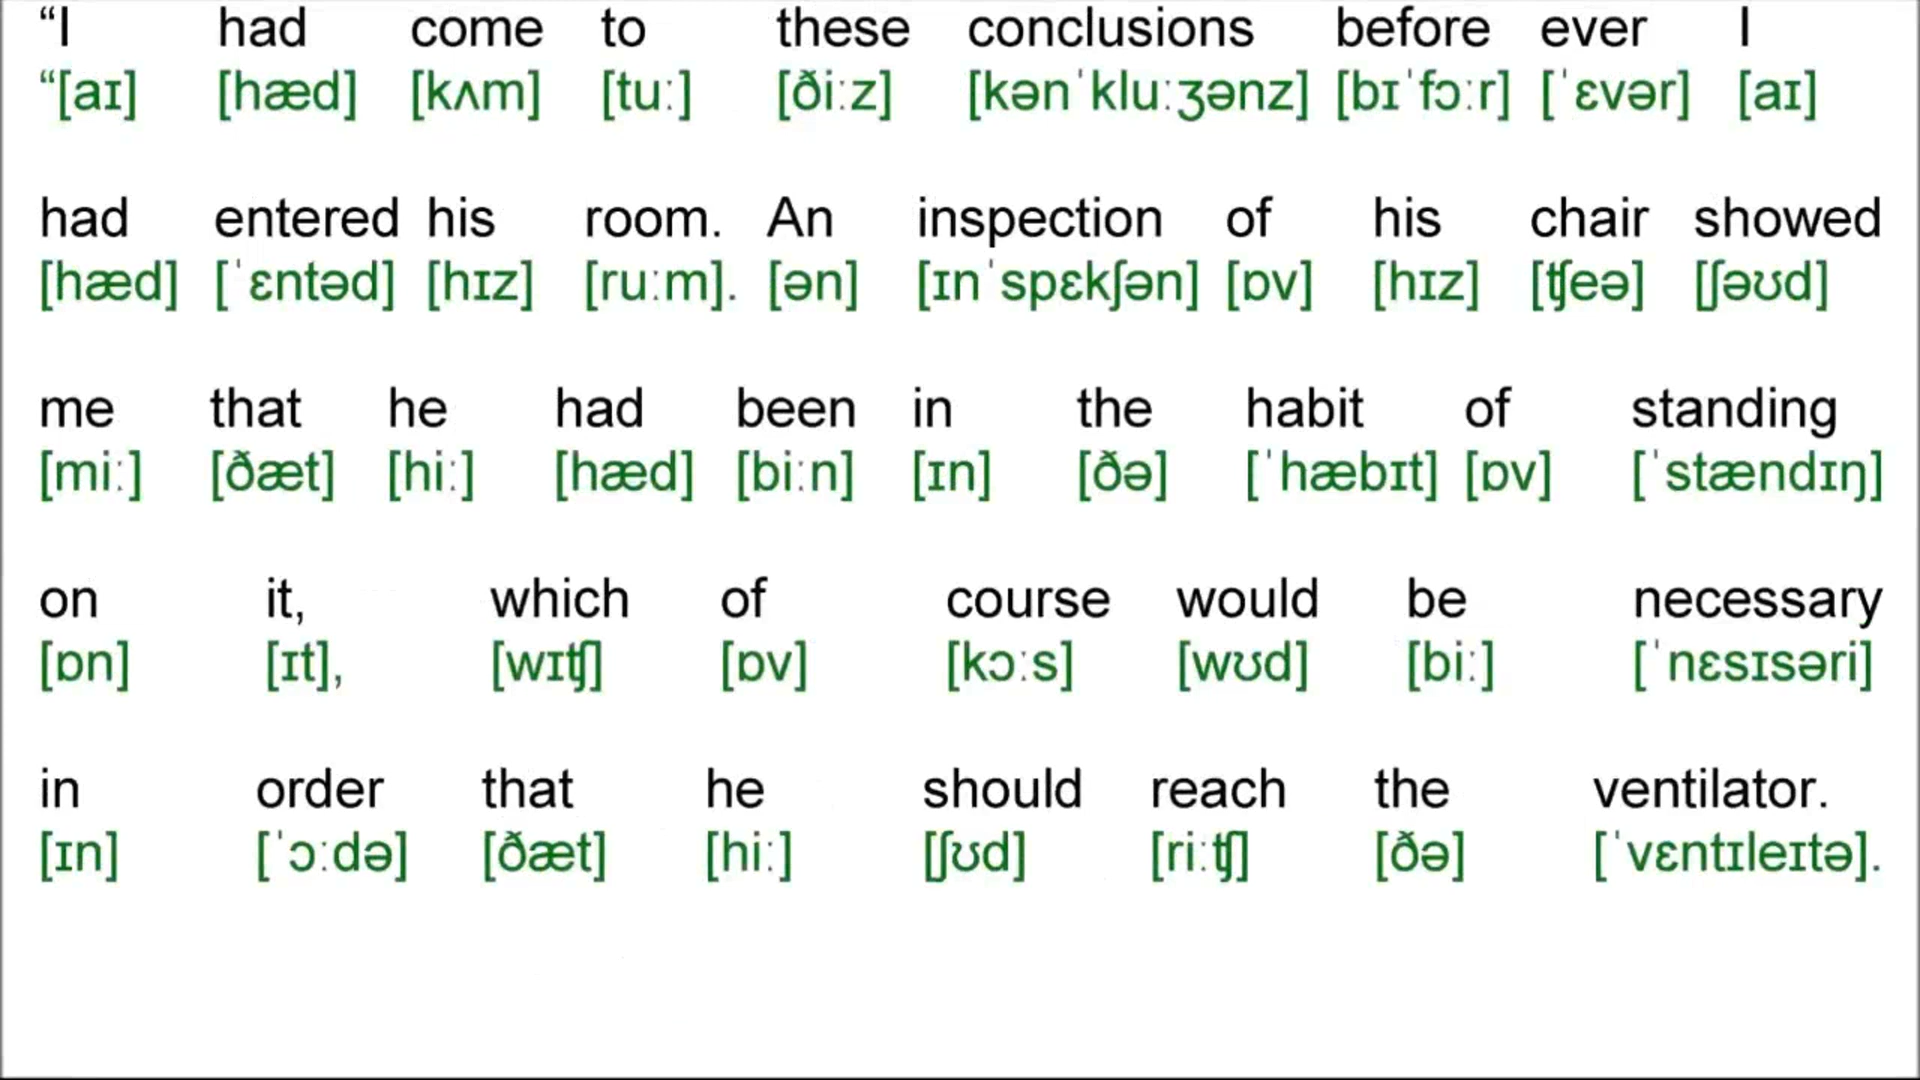 “I had come to these conclusions before ever I
“[aɪ] [hæd] [kʌm] [tuː] [ðiːz] [kənˈkluːʒənz] [bɪˈfɔːr] [ˈɛvər] [aɪ]
had entered his room. An inspection of his chair showed
[hæd] [ˈɛntəd] [hɪz] [ruːm]. [ən] [ɪnˈspɛkʃən] [ɒv] [hɪz] [ʧeə] [ʃəʊd]
me that he had been in the habit of standing
[miː] [ðæt] [hiː] [hæd] [biːn] [ɪn] [ðə] [ˈhæbɪt] [ɒv] [ˈstændɪŋ]
on it, which of course would be necessary
[ɒn] [ɪt], [wɪʧ] [ɒv] [kɔːs] [wʊd] [biː] [ˈnɛsɪsəri]
in order that he should reach the ventilator.
[ɪn] [ˈɔːdə] [ðæt] [hiː] [ʃʊd] [riːʧ] [ðə] [ˈvɛntɪleɪtə].